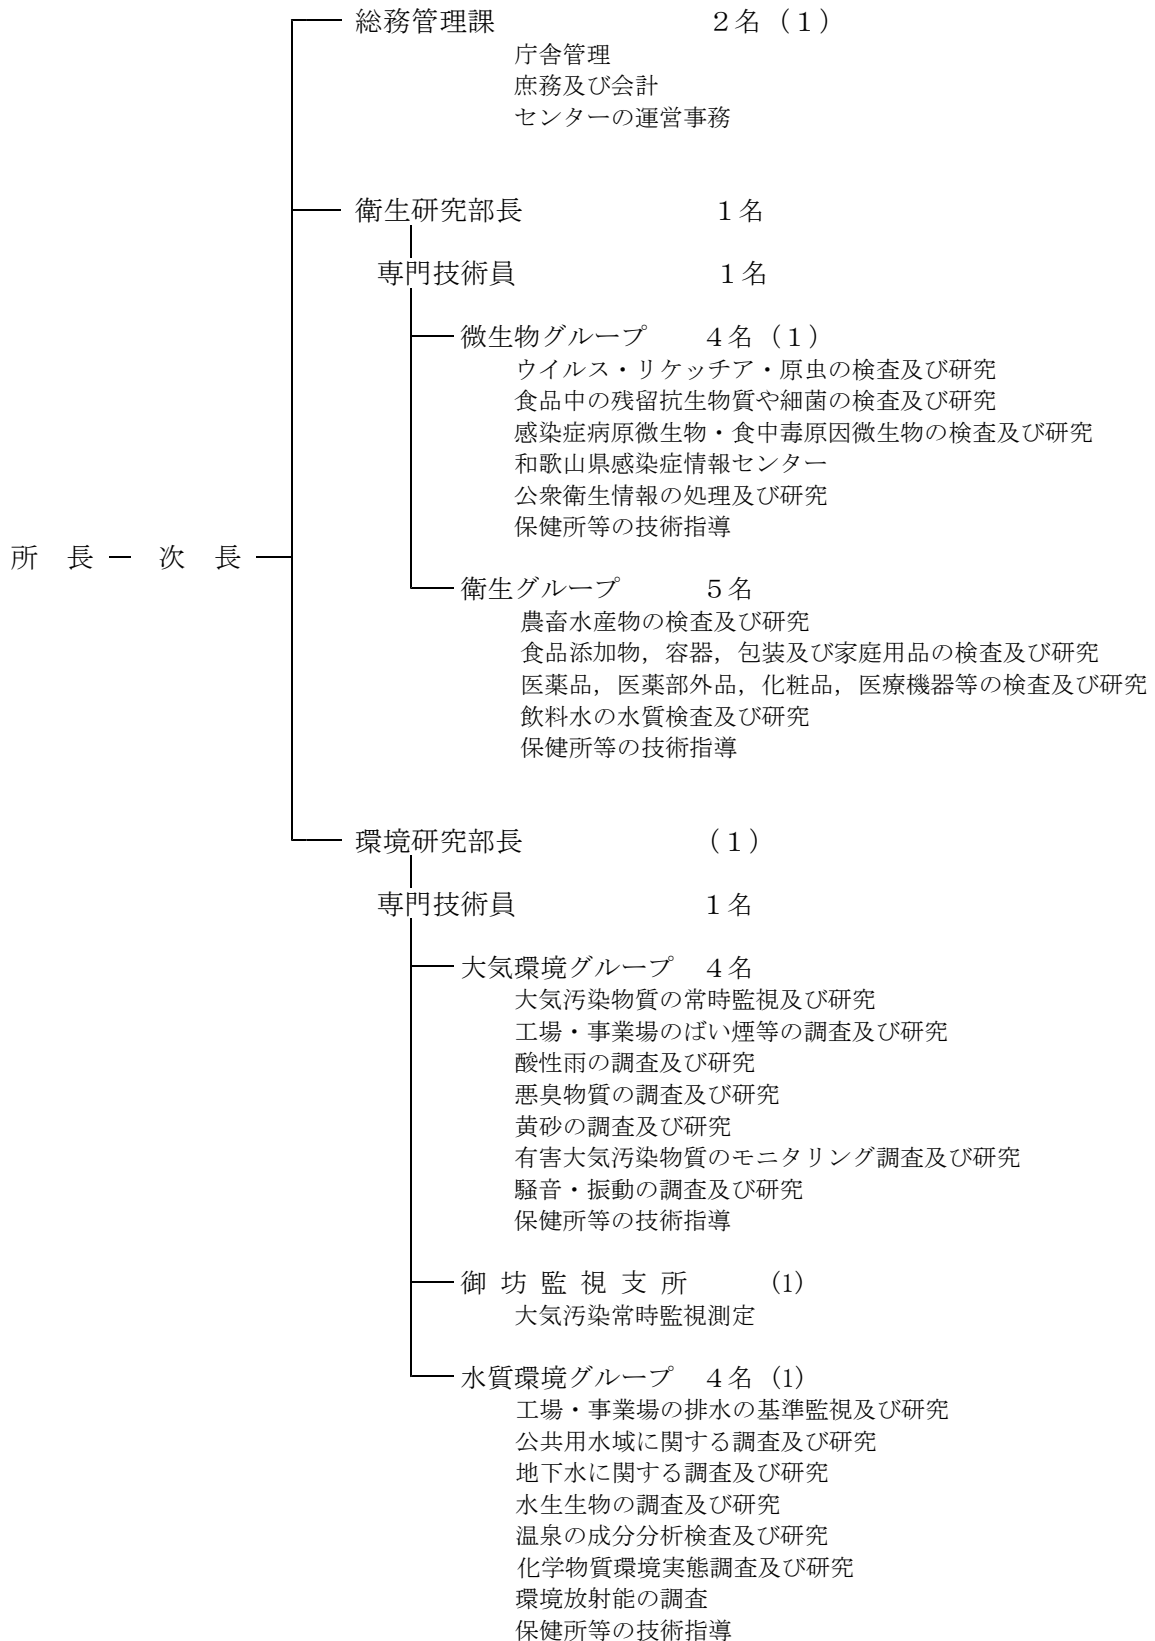 総務管理課 ２名（１）
庁舎管理
庶務及び会計
センターの運営事務
衛生研究部長 １名
専門技術員 １名
微生物グループ ４名（１）
ウイルス・リケッチア・原虫の検査及び研究
食品中の残留抗生物質や細菌の検査及び研究
感染症病原微生物・食中毒原因微生物の検査及び研究
和歌山県感染症情報センター
公衆衛生情報の処理及び研究
保健所等の技術指導
所　長 ― 次　長
衛生グループ ５名
農畜水産物の検査及び研究
食品添加物，容器，包装及び家庭用品の検査及び研究
医薬品，医薬部外品，化粧品，医療機器等の検査及び研究
飲料水の水質検査及び研究
保健所等の技術指導
環境研究部長 （１）
専門技術員 １名
大気環境グループ ４名
大気汚染物質の常時監視及び研究
工場・事業場のばい煙等の調査及び研究
酸性雨の調査及び研究
悪臭物質の調査及び研究
黄砂の調査及び研究
有害大気汚染物質のモニタリング調査及び研究
騒音・振動の調査及び研究
保健所等の技術指導
御 坊 監 視 支 所 (1)
大気汚染常時監視測定
水質環境グループ ４名 (1)
工場・事業場の排水の基準監視及び研究
公共用水域に関する調査及び研究
地下水に関する調査及び研究
水生生物の調査及び研究
温泉の成分分析検査及び研究
化学物質環境実態調査及び研究
環境放射能の調査
保健所等の技術指導